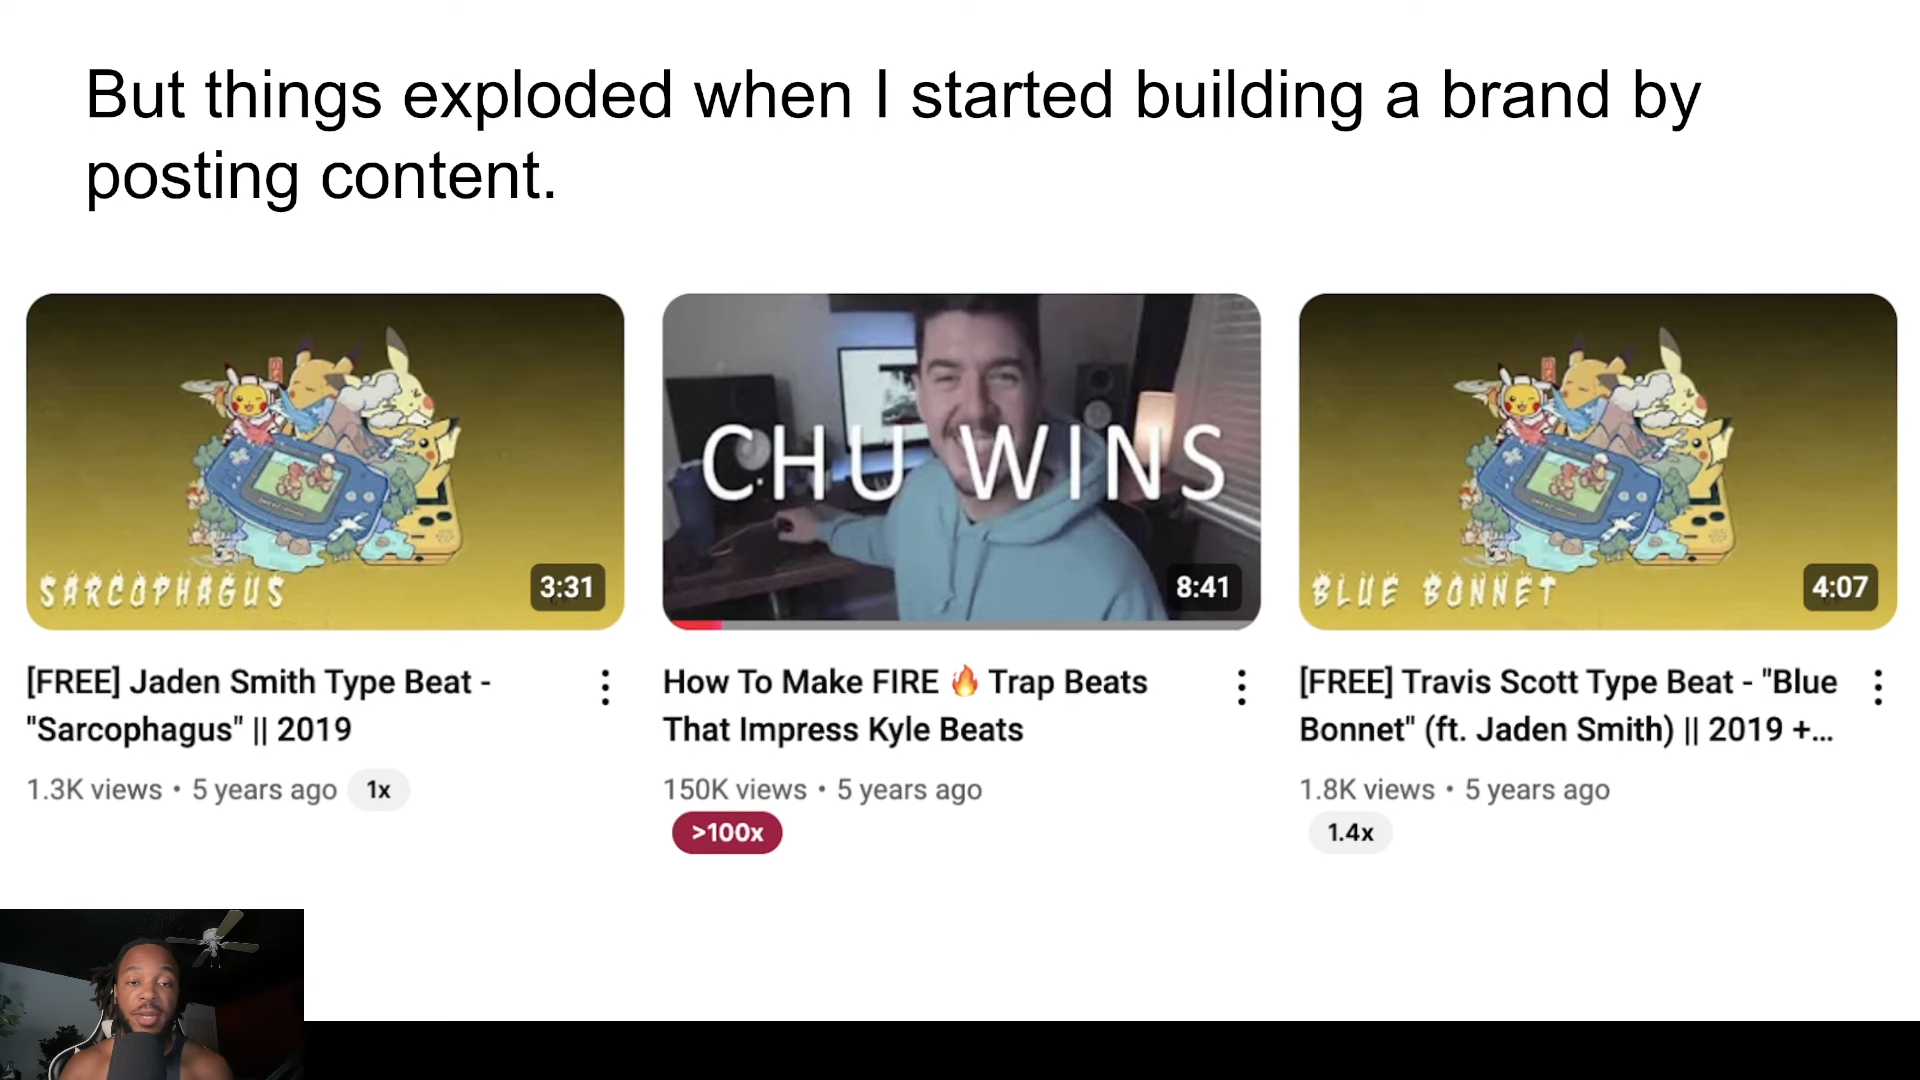 But things exploded when I started building a brand by
posting content.
SARCOPHAGUS
3:31
CHU WINS
8:41
BLUE BONNET
4:07
[FREE] Jaden Smith Type Beat -
"Sarcophagus" || 2019
1.3K views • 5 years ago 1x
How To Make FIRE 🔥 Trap Beats
That Impress Kyle Beats
150K views • 5 years ago
>100x
[FREE] Travis Scott Type Beat - "Blue
Bonnet" (ft. Jaden Smith) || 2019 +...
1.8K views • 5 years ago
1.4x